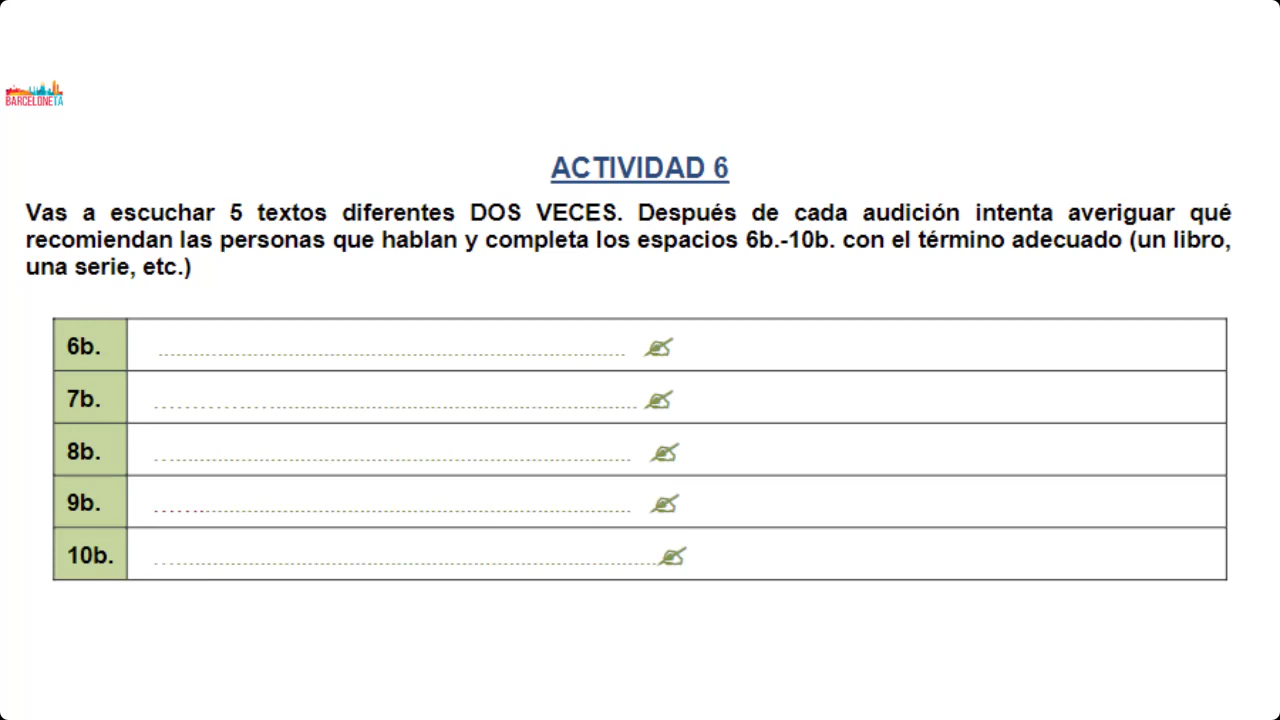 BARCELONETA
ACTIVIDAD 6
Vas a escuchar 5 textos diferentes DOS VECES. Después de cada audición intenta averiguar qué
recomiendan las personas que hablan y completa los espacios 6b.-10b. con el término adecuado (un libro,
una serie, etc.)
6b.
7b.
8b.
9b.
10b.